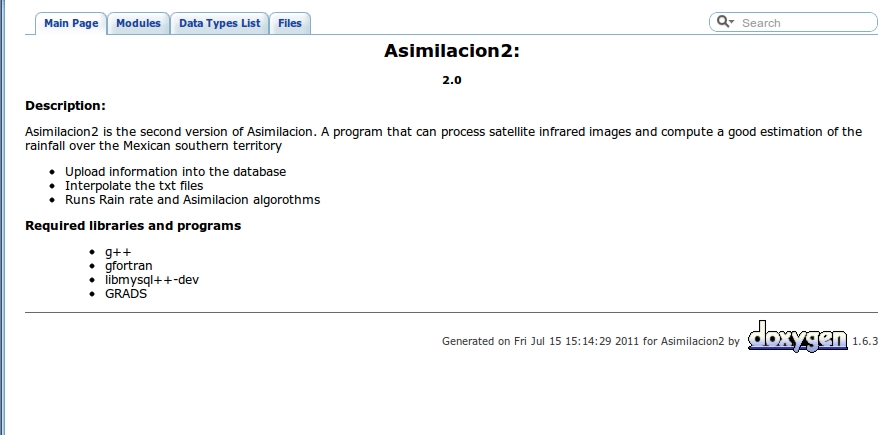 Main Page Modules Data Types List Files Search
Asimilacion2:
2.0
Description:
Asimilacion2 is the second version of Asimilacion. A program that can process satellite infrared images and compute a good estimation of the
rainfall over the Mexican southern territory
Upload information into the database
Interpolate the txt files
Runs Rain rate and Asimilacion algorothms
Required libraries and programs
g++
gfortran
libmysql++-dev
GRADS
Generated on Fri Jul 15 15:14:29 2011 for Asimilacion2 by doxygen 1.6.3